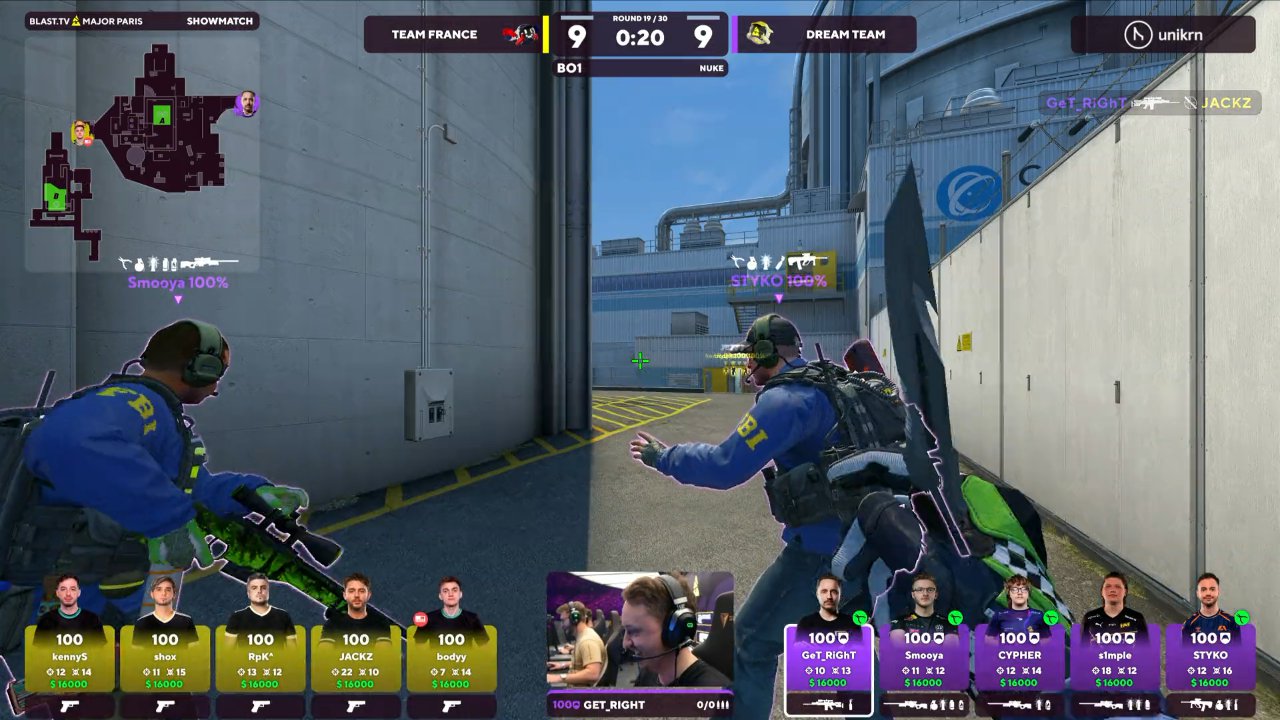 BLAST.TV MAJOR PARIS SHOWMATCH
TEAM FRANCE
9
ROUND 19 / 30
0:20
9
DREAM TEAM
unikrn
BO1 NUKE
GeT_RiGhT JACKZ
A
B
Smooya 100%
STYKO 100%
FBI
FBI
C
100
kennyS
12 14
$16000
100
shox
11 15
$16000
100
RpK^
13 12
$16000
100
JACKZ
22 10
$16000
100
bodyy
7 14
$16000
100 GET_RIGHT 0/0
100
GeT_RiGhT
10 13
$16000
100
Smooya
11 12
$16000
100
CYPHER
12 14
$16000
100
s1mple
18 12
$16000
100
STYKO
12 16
$16000